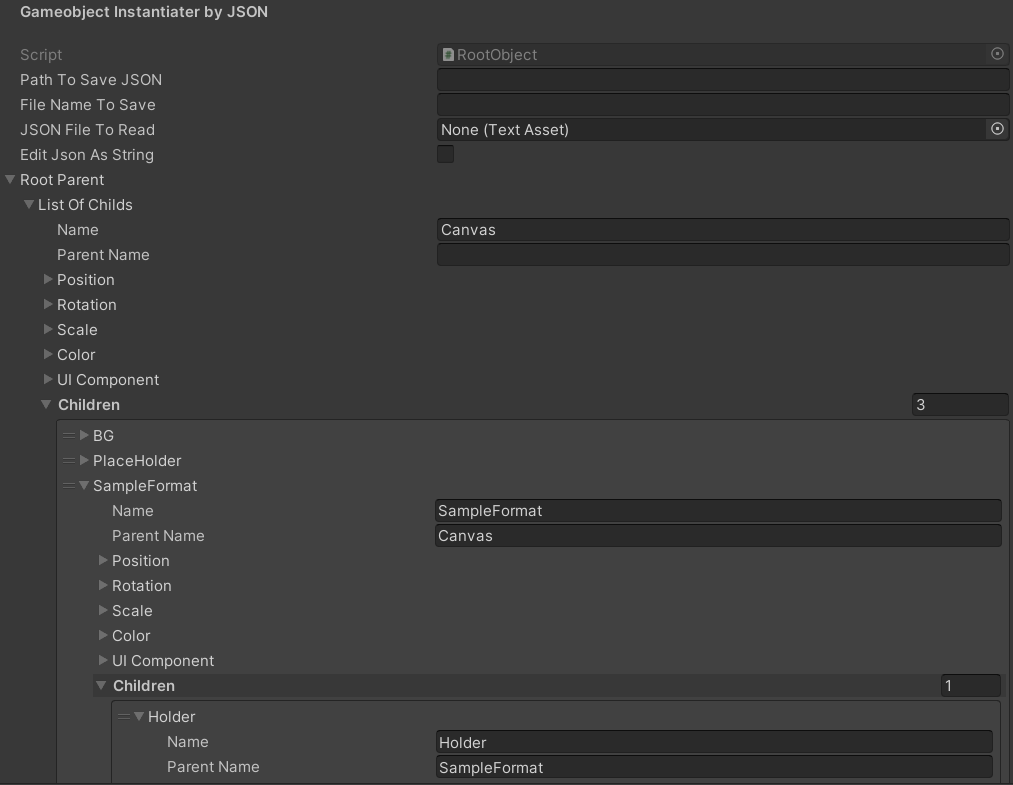 Gameobject Instantiater by JSON
Script RootObject
Path To Save JSON
File Name To Save
JSON File To Read None (Text Asset)
Edit Json As String
Root Parent
List Of Childs
Name Canvas
Parent Name
Position
Rotation
Scale
Color
UI Component
Children 3
BG
PlaceHolder
SampleFormat
Name SampleFormat
Parent Name Canvas
Position
Rotation
Scale
Color
UI Component
Children 1
Holder
Name Holder
Parent Name SampleFormat